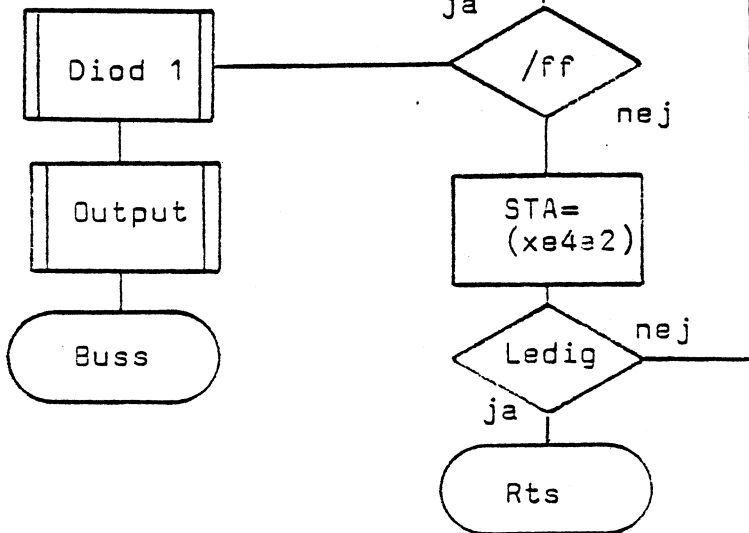 ja
Diod 1
/ff
nej
Output
STA=
(xe4e2)
Buss
Ledig
nej
ja
Rts